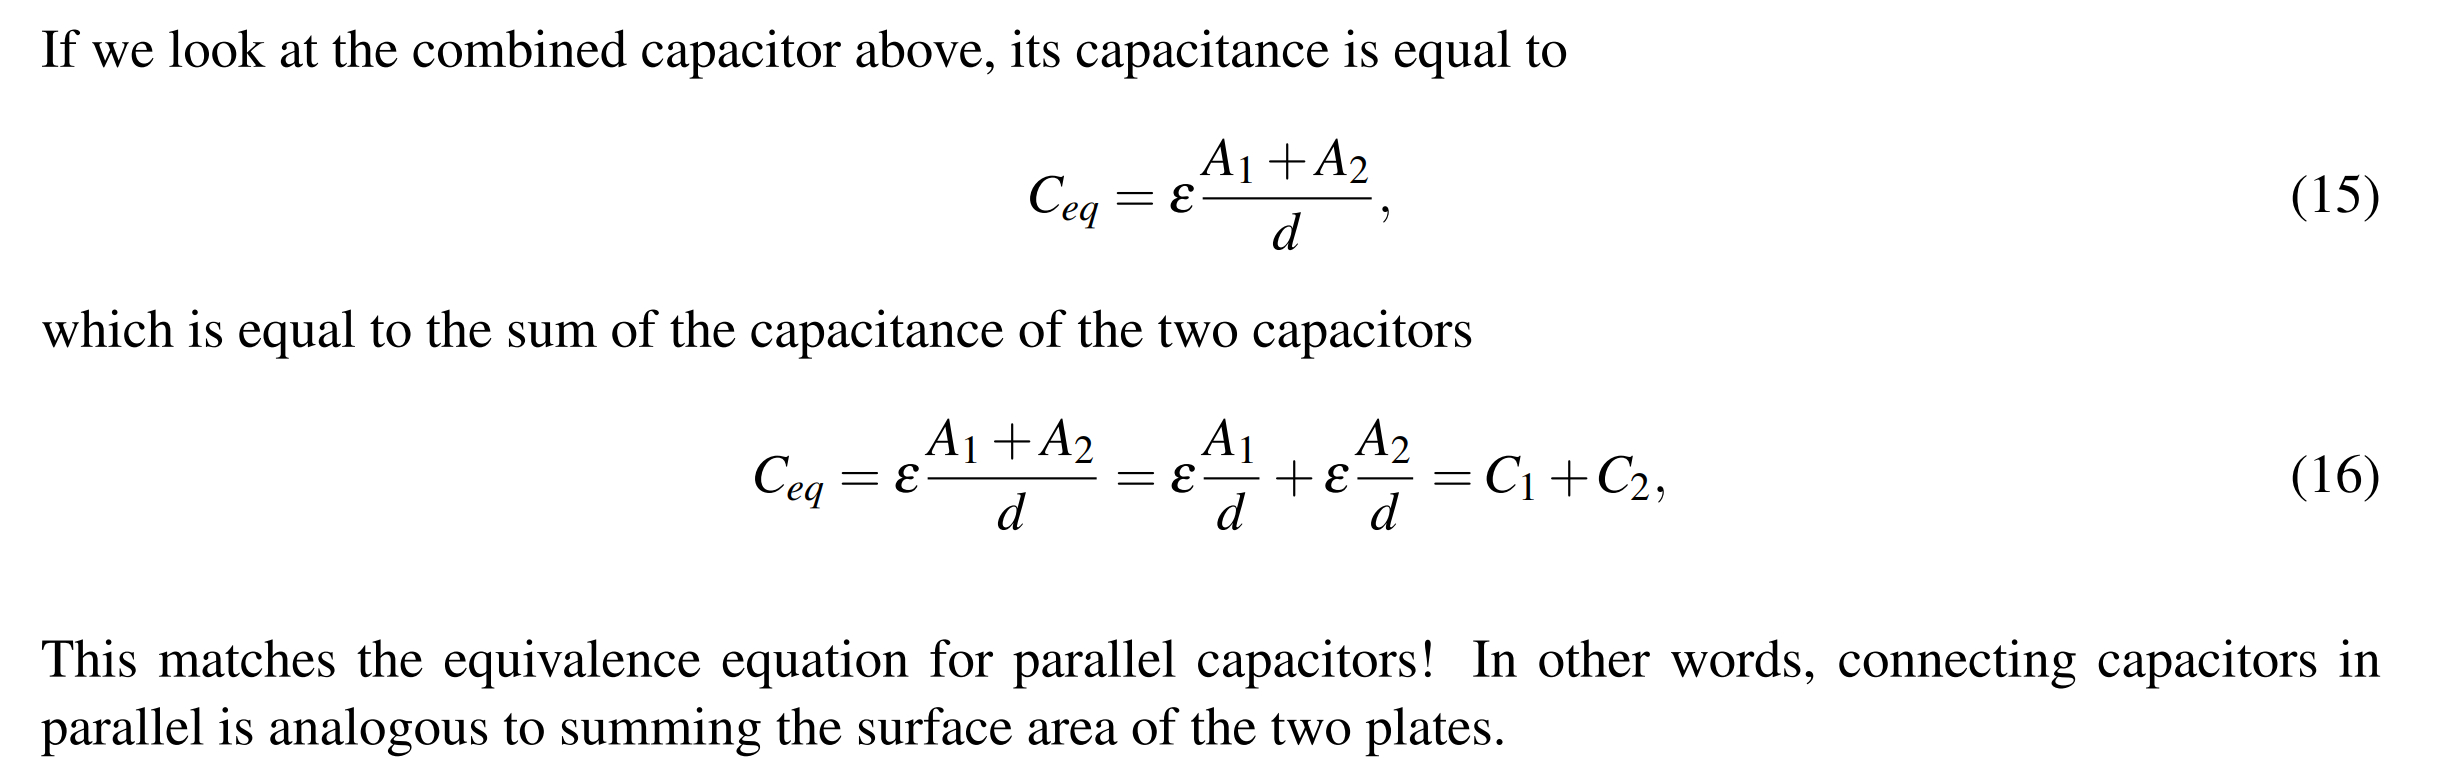 If we look at the combined capacitor above, its capacitance is equal to
$C_{eq} = \varepsilon \frac{A_1 + A_2}{d},$ (15)
which is equal to the sum of the capacitance of the two capacitors
$C_{eq} = \varepsilon \frac{A_1 + A_2}{d} = \varepsilon \frac{A_1}{d} + \varepsilon \frac{A_2}{d} = C_1 + C_2,$ (16)
This matches the equivalence equation for parallel capacitors! In other words, connecting capacitors in
parallel is analogous to summing the surface area of the two plates.